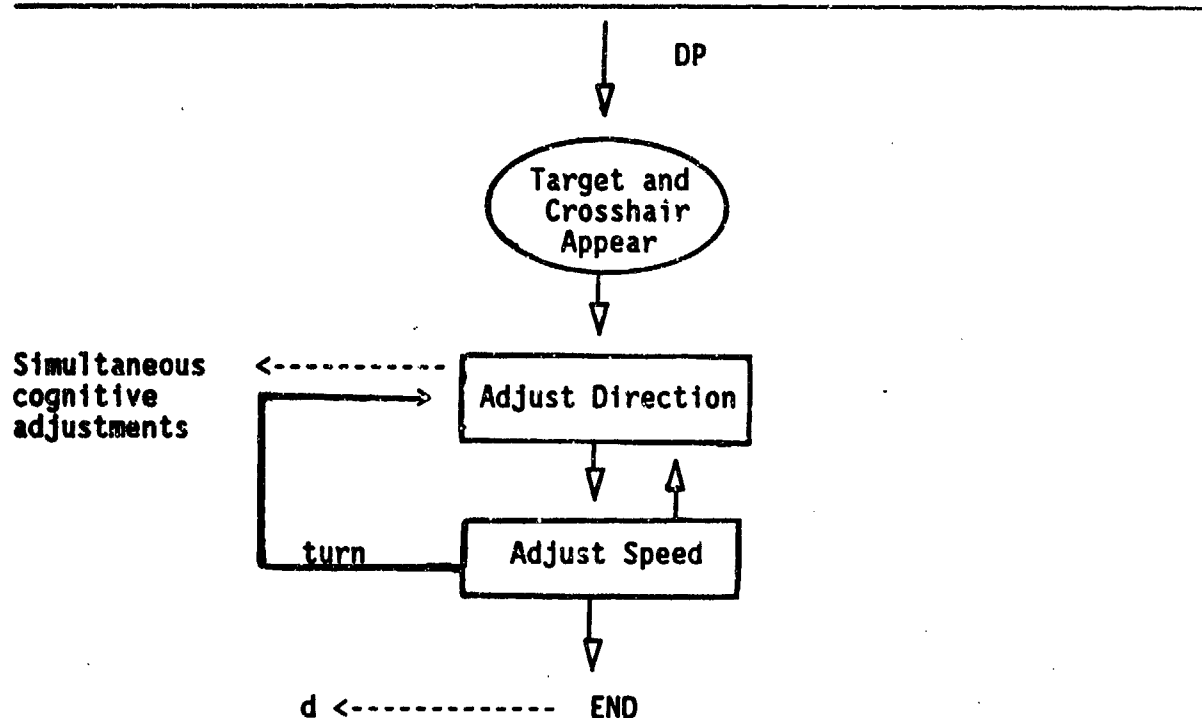 DP
Target and
Crosshair
Appear
Simultaneous
cognitive
adjustments
Adjust Direction
turn
Adjust Speed
d <-------------- END